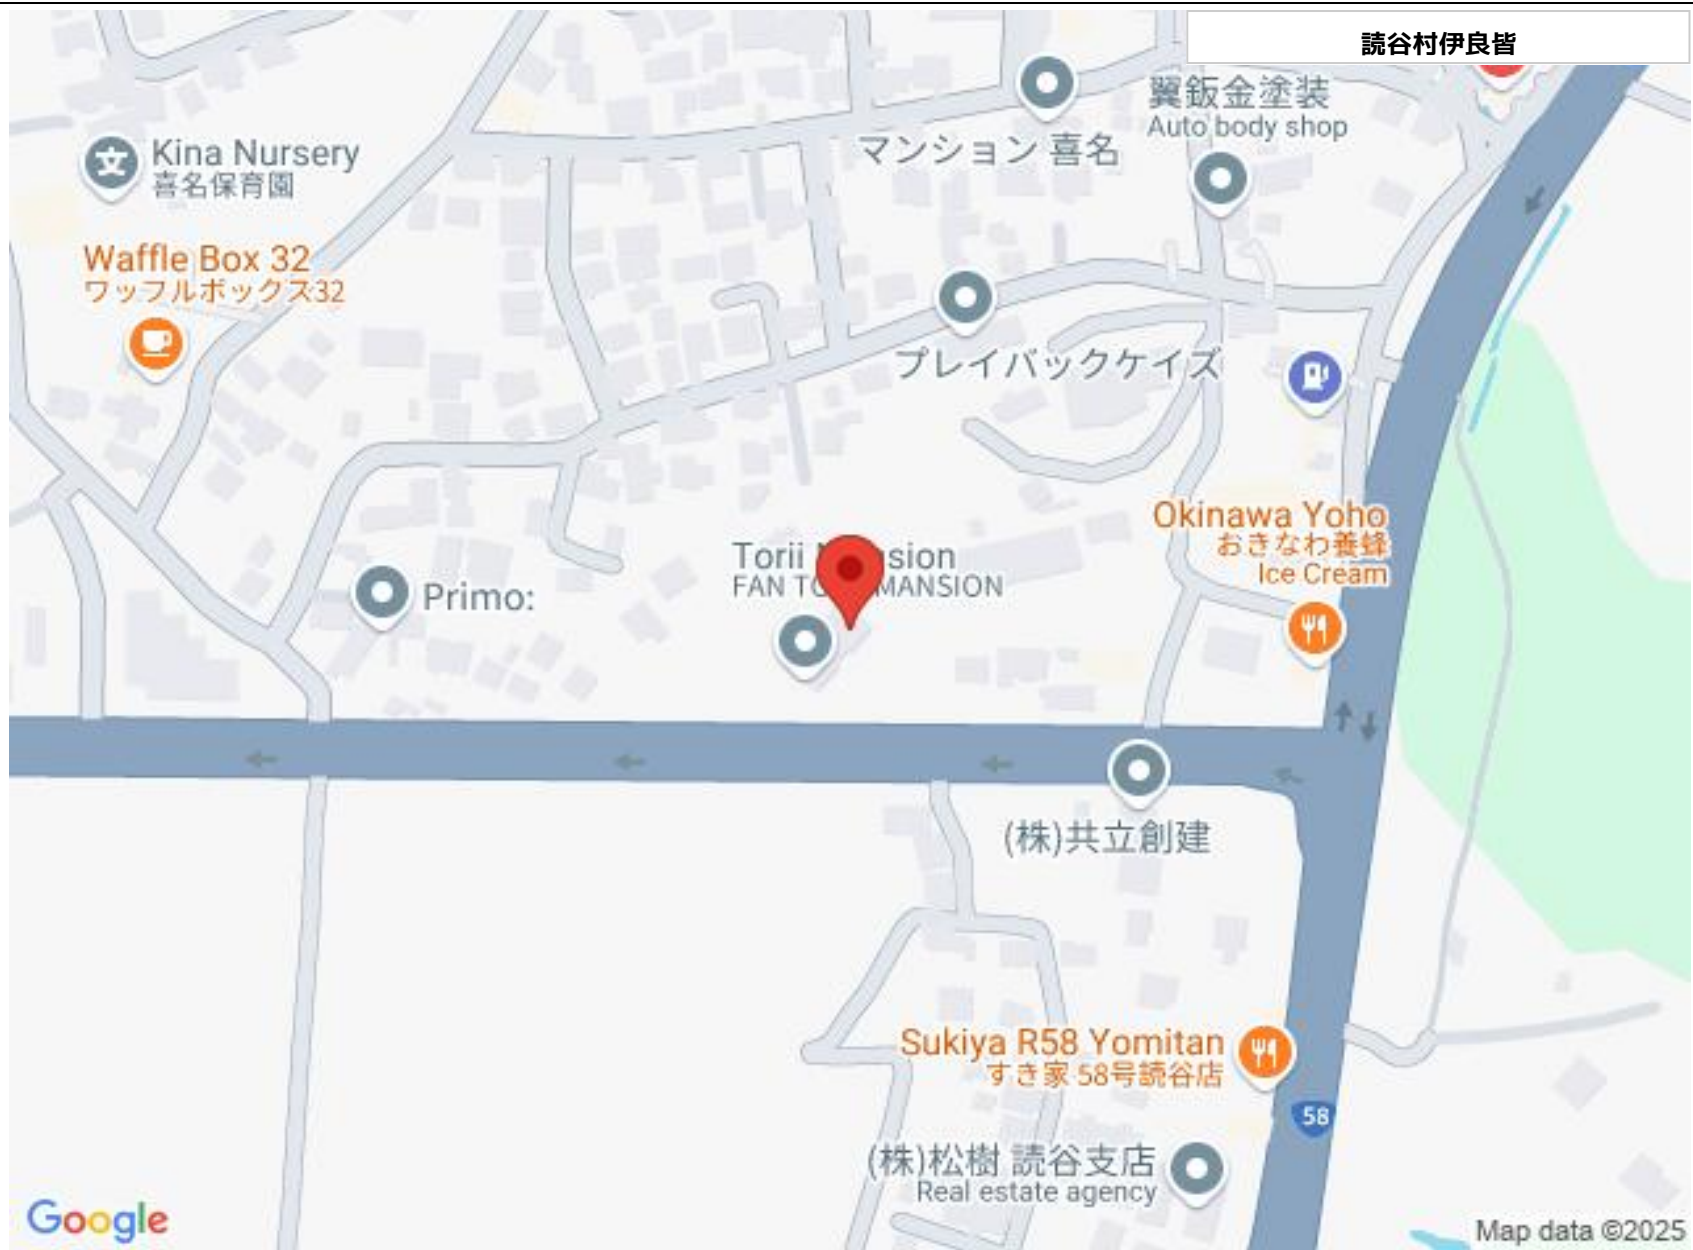 読谷村伊良皆
翼鈑金塗装
Auto body shop
マンション 喜名
Kina Nursery
喜名保育園
Waffle Box 32
ワッフルボックス32
プレイバックケイズ
Okinawa Yoho
おきなわ養蜂
Ice Cream
Torii
sion
FAN TO
MANSION
Primo:
(株)共立創建
Sukiya R58 Yomitan
すき家 58号読谷店
58
(株)松樹 読谷支店
Real estate agency
Google
Map data ©2025